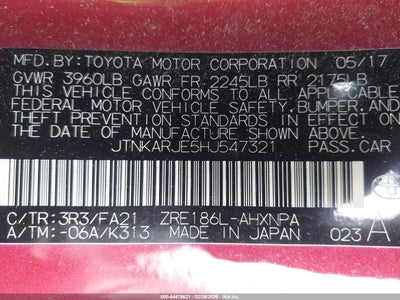 MFD.BY:TOYOTA MOTOR CORPORATION 05/17
GVWR 3960LB GAWR FR 2245LB RR 2175LB
THIS VEHICLE CONFORMS TO ALL APPLICABLE
FEDERAL MOTOR VEHICLE SAFETY,BUMPER,AND
THEFT PREVENTION STANDARDS IN EFFECT ON
THE DATE OF MANUFACTURE SHOWN ABOVE.
JTNKARJE5HJ547321 PASS.CAR
C/TR:3R3/FA21 ZRE186L-AHXNPA
A/TM:-06A/K313 MADE IN JAPAN 023 A